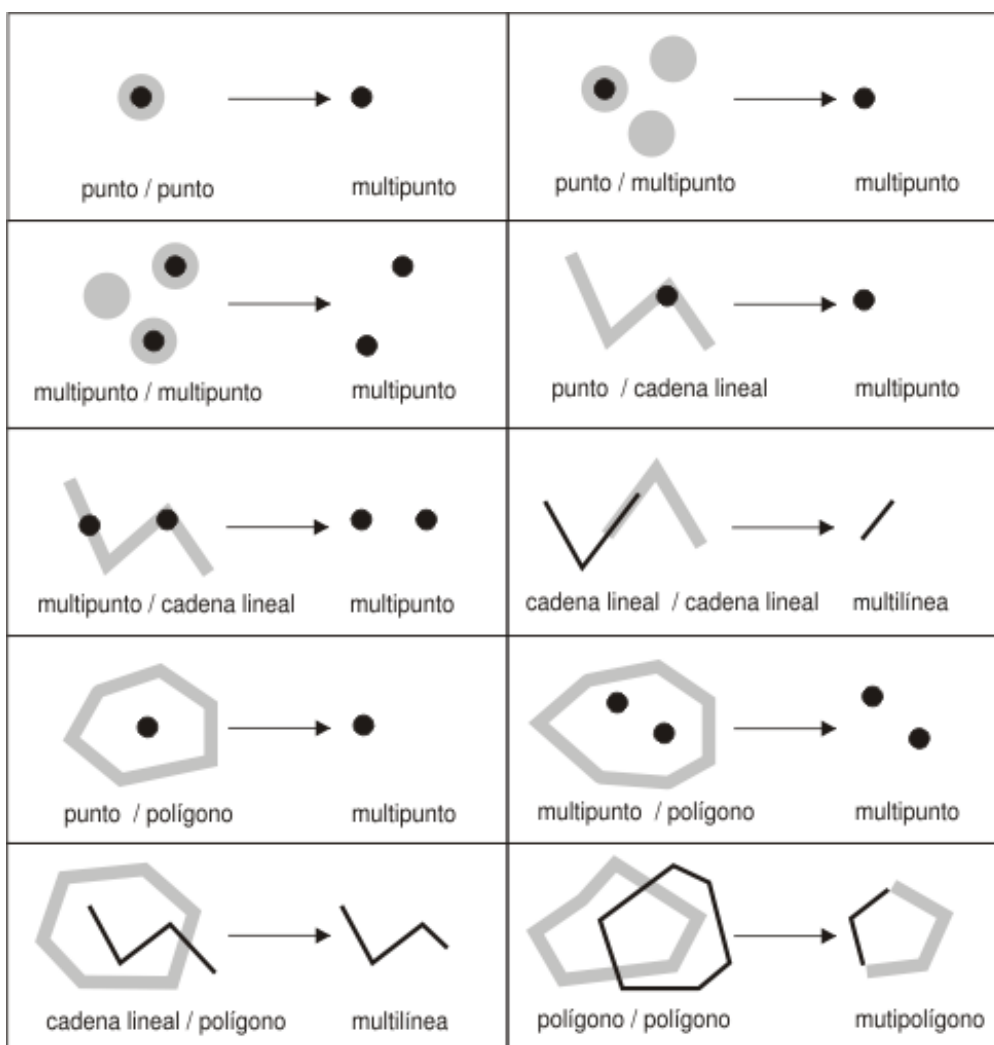 punto / punto
multipunto
punto / multipunto
multipunto
multipunto / multipunto
multipunto
punto / cadena lineal
multipunto
multipunto / cadena lineal
multipunto
cadena lineal / cadena lineal
multilínea
punto / polígono
multipunto
multipunto / polígono
multipunto
cadena lineal / polígono
multilínea
polígono / polígono
mutipolígono